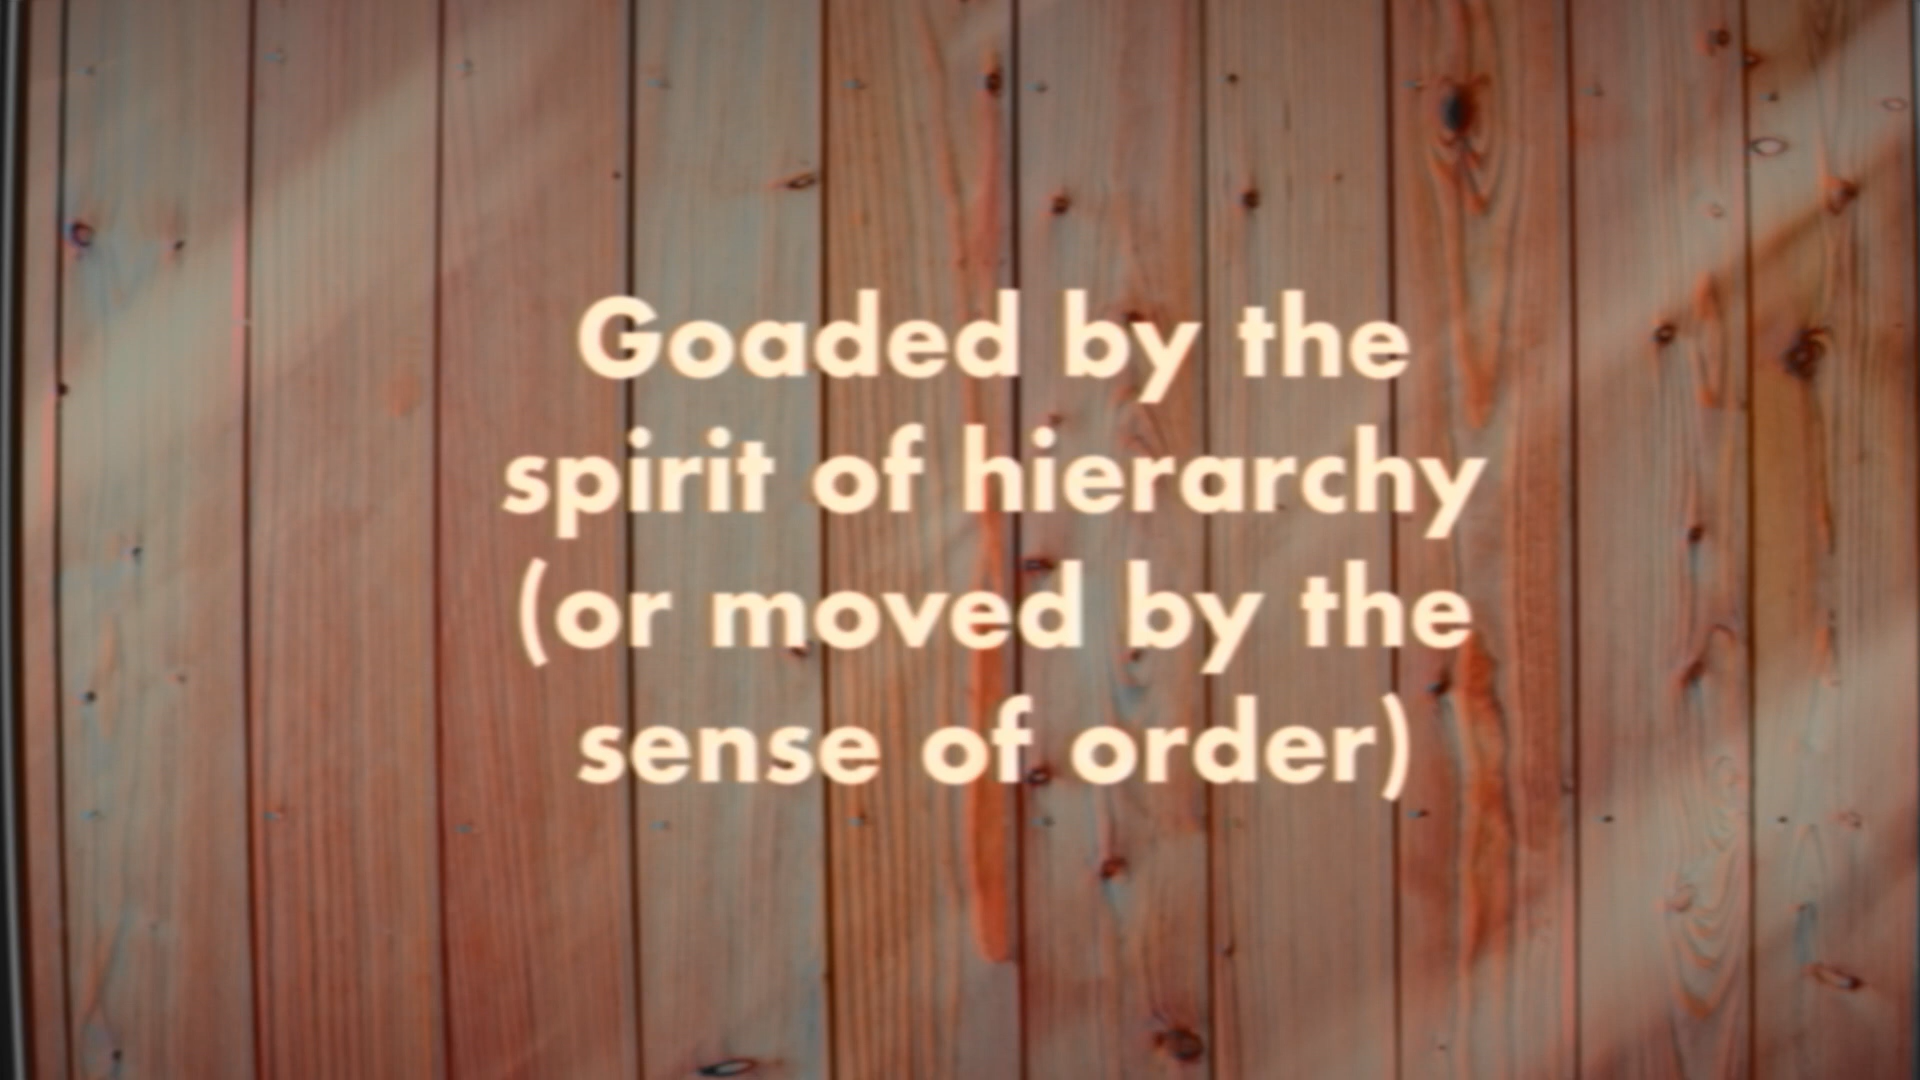 Goaded by the
spirit of hierarchy
(or moved by the
sense of order)